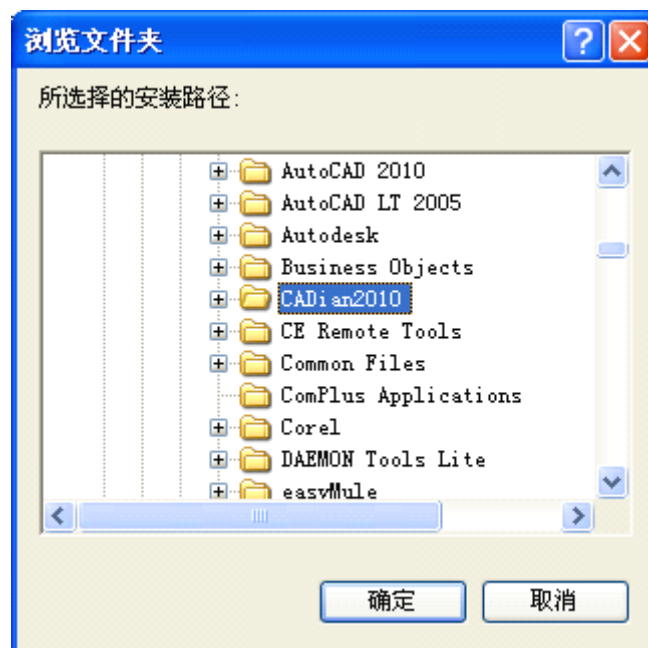 浏览文件夹
所选择的安装路径:
AutoCAD 2010
AutoCAD LT 2005
Autodesk
Business Objects
CADian2010
CE Remote Tools
Common Files
ComPlus Applications
Corel
DAEMON Tools Lite
easyMule
确定 取消